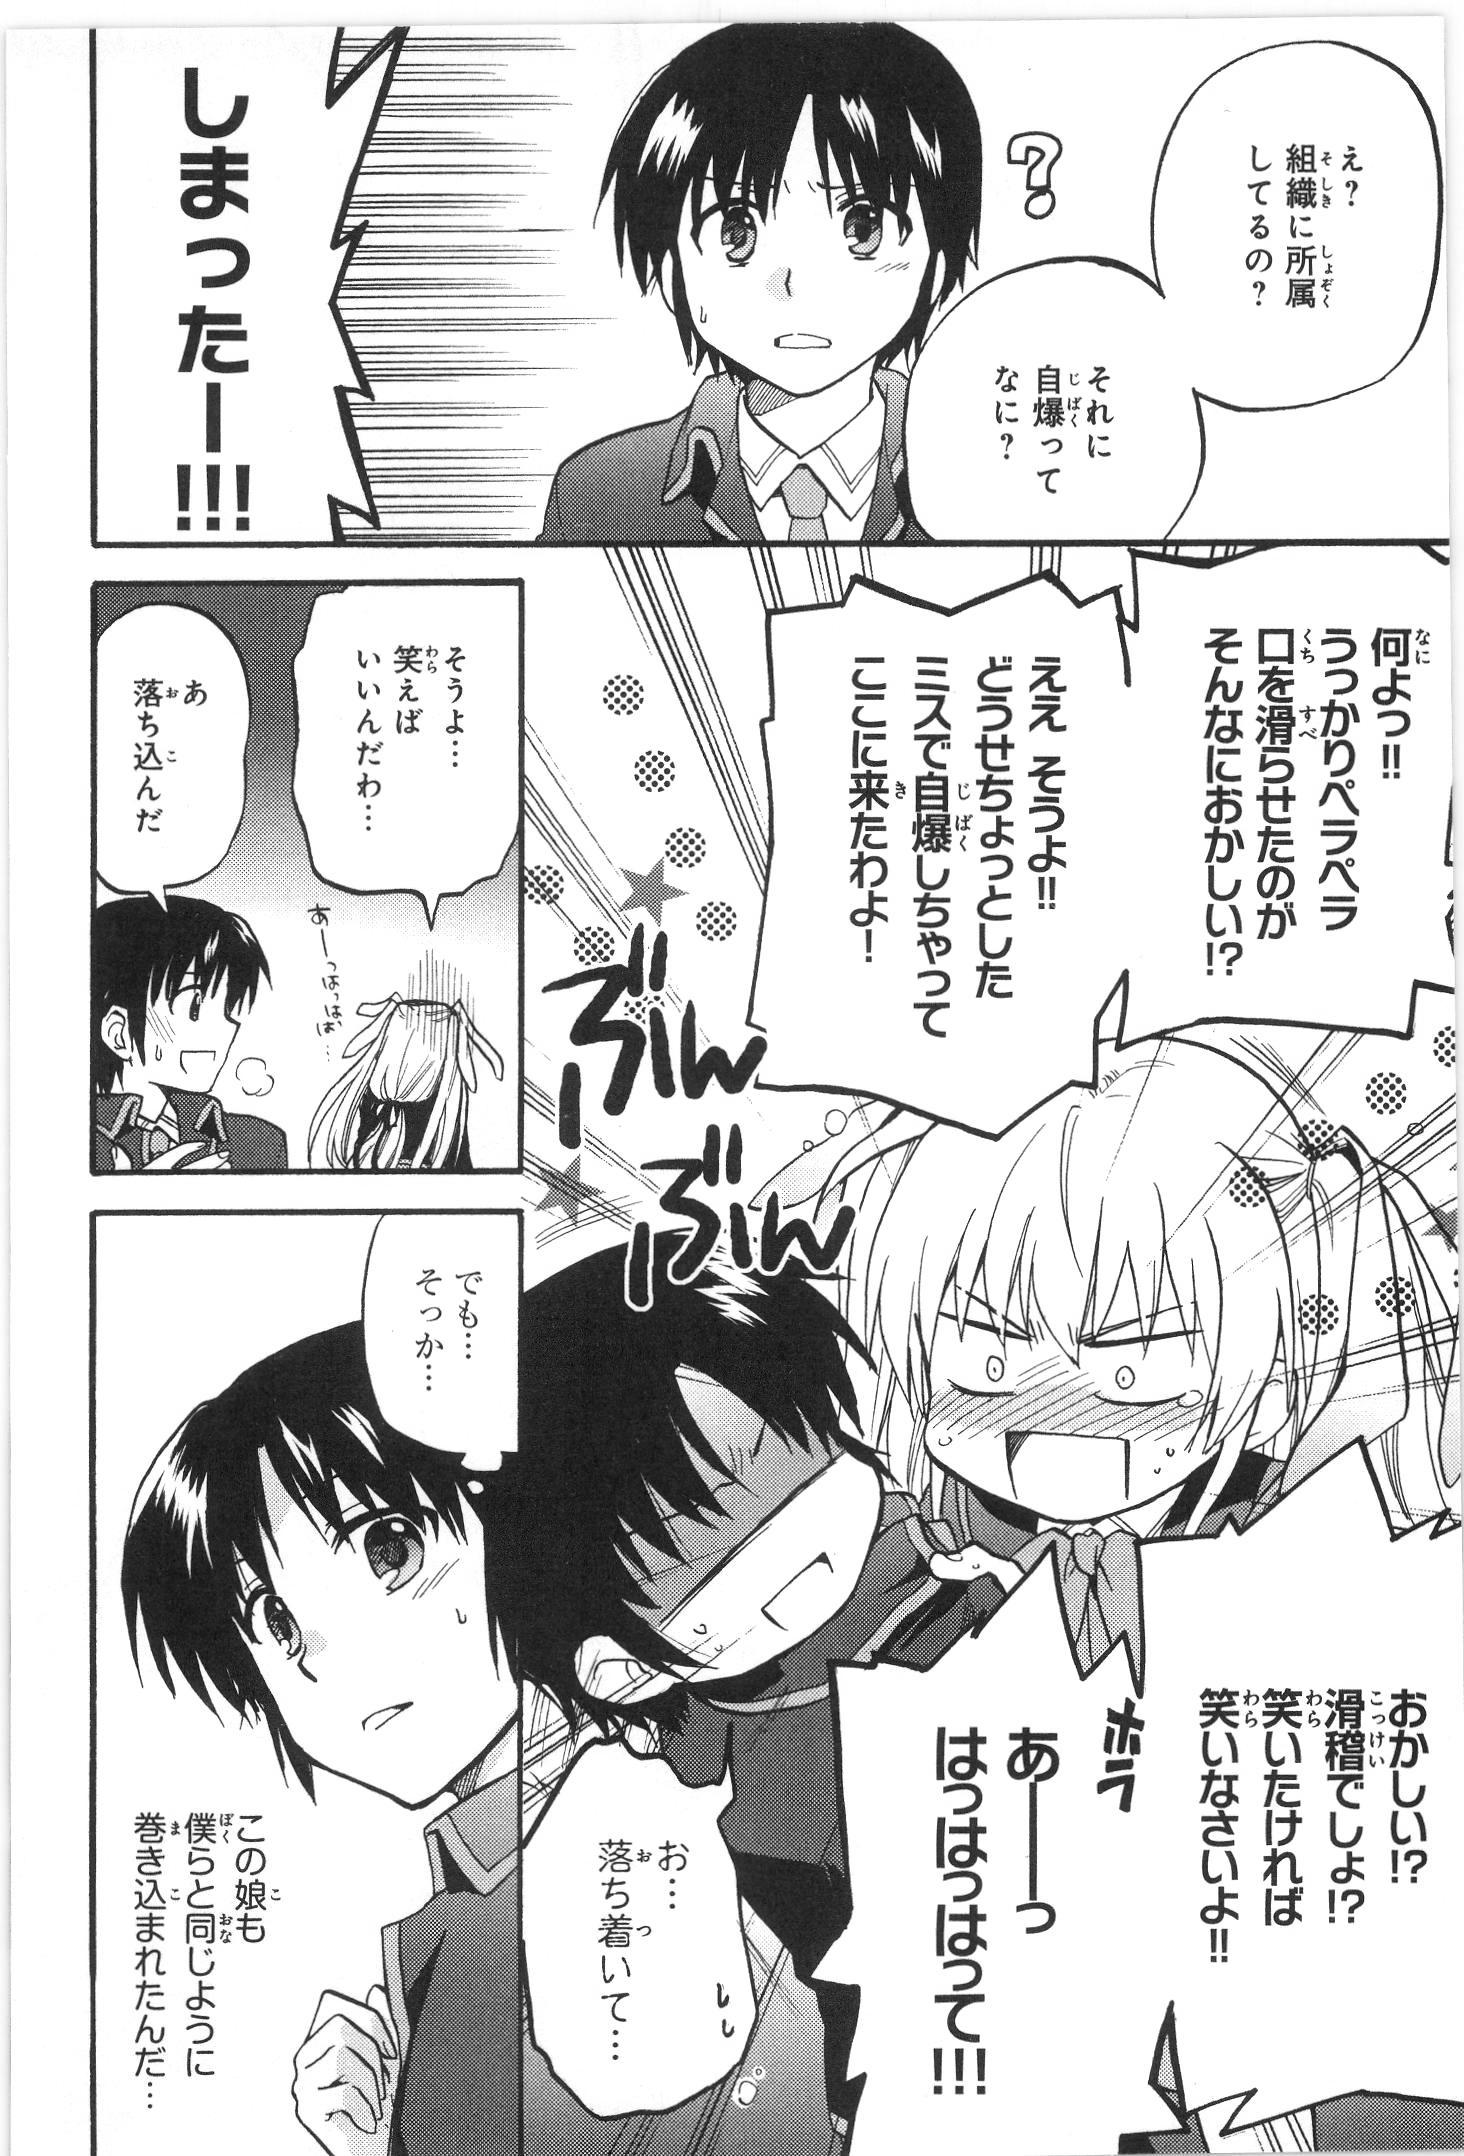 え？
組織に所属
してるの？
それに
自爆って
なに？
しまったー!!!
何よっ!!
うっかりペラペラ
口を滑らせたのが
そんなにおかしい!?
ええ そうよ!!
どうせちょっとした
ミスで自爆しちゃって
ここに来たわよ！
ぶん
ぶん
おかしい!?
滑稽でしょ!?
笑いたければ
笑いなさいよ!!
ホラ
あーーっ
はっはっはって!!!
お…
落ち着いて…
そうよ…
笑えば
いいんだわ…
あーっはっはは…
あ
落ち込んだ
でも…
そっか…
この娘も
僕らと同じように
巻き込まれたんだ…